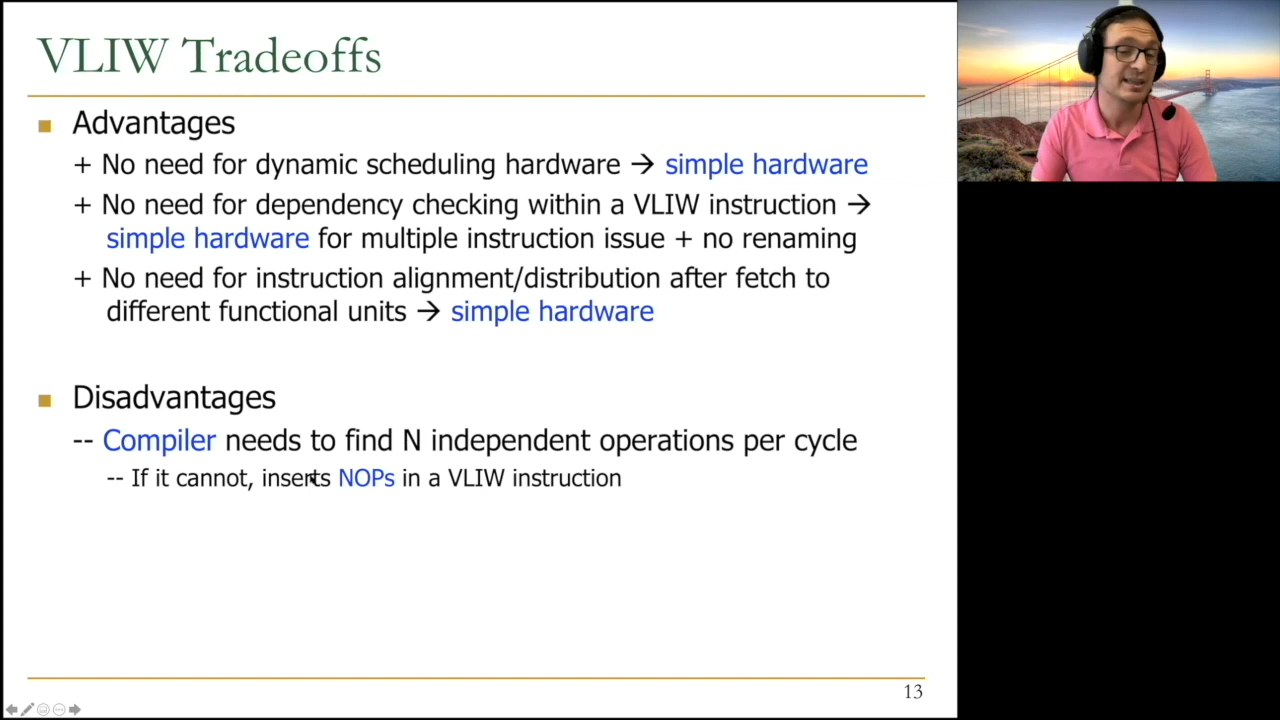 VLIW Tradeoffs
Advantages
+ No need for dynamic scheduling hardware → simple hardware
+ No need for dependency checking within a VLIW instruction →
simple hardware for multiple instruction issue + no renaming
+ No need for instruction alignment/distribution after fetch to
different functional units → simple hardware
Disadvantages
-- Compiler needs to find N independent operations per cycle
-- If it cannot, inserts NOPs in a VLIW instruction
13